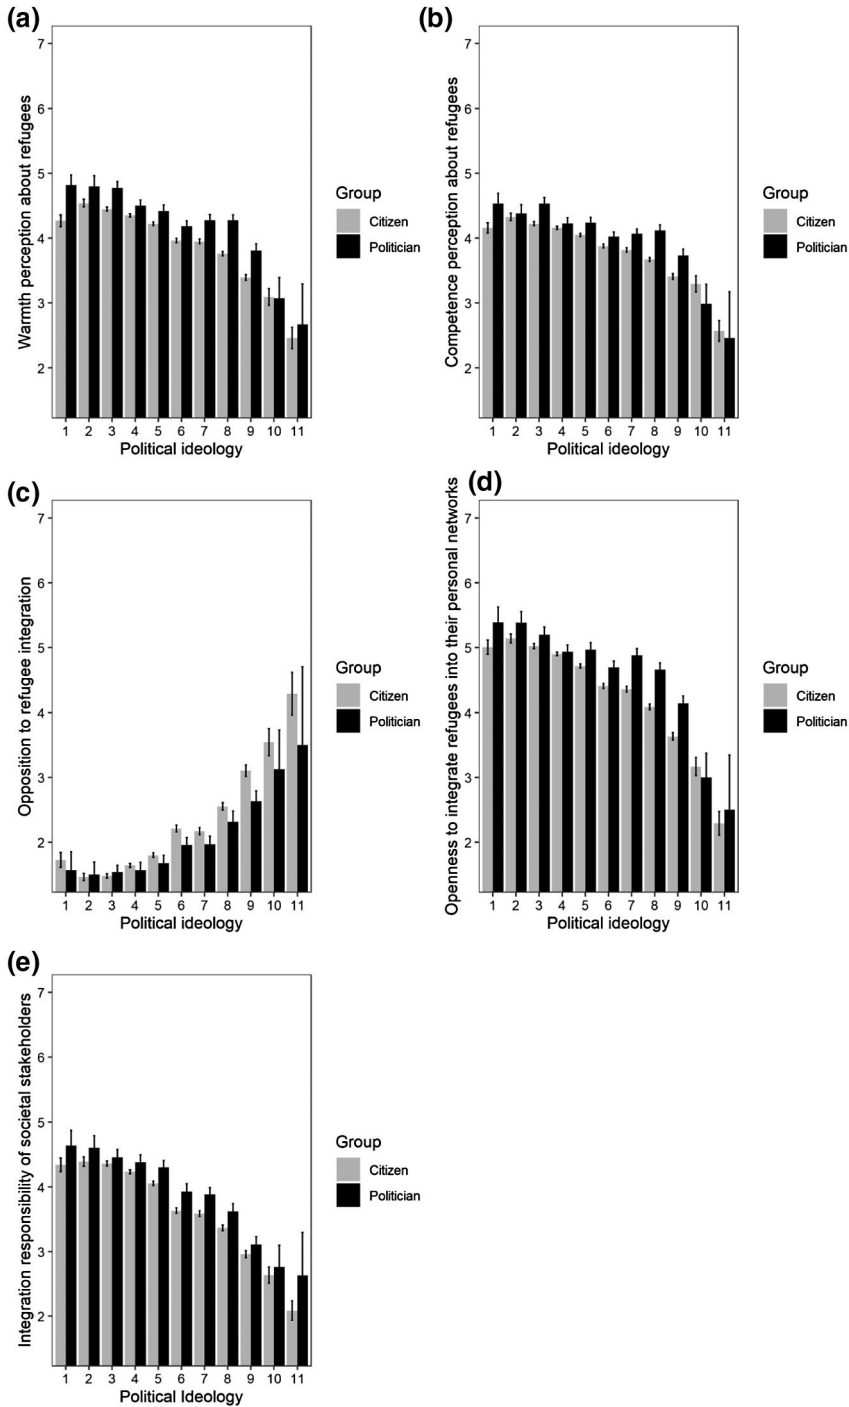 (a)
Warmth perception about refugees
7
6
5
4
3
2
1 2 3 4 5 6 7 8 9 10 11
Political ideology
Group
Citizen
Politician
(b)
Competence perception about refugees
7
6
5
4
3
2
1 2 3 4 5 6 7 8 9 10 11
Political ideology
Group
Citizen
Politician
(c)
Opposition to refugee integration
7
6
5
4
3
2
1 2 3 4 5 6 7 8 9 10 11
Political ideology
Group
Citizen
Politician
(d)
Openness to integrate refugees into their personal networks
7
6
5
4
3
2
1 2 3 4 5 6 7 8 9 10 11
Political ideology
Group
Citizen
Politician
(e)
Integration responsibility of societal stakeholders
7
6
5
4
3
2
1 2 3 4 5 6 7 8 9 10 11
Political Ideology
Group
Citizen
Politician